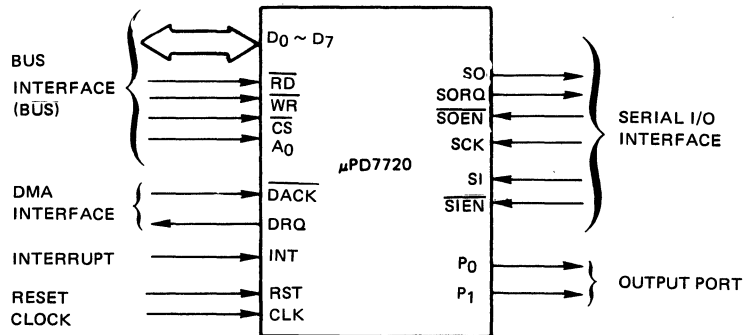 BUS
INTERFACE
(BUS)
DMA
INTERFACE
INTERRUPT
RESET
CLOCK
D0 ~ D7
RD
WR
CS
A0
DACK
DRQ
INT
RST
CLK
μPD7720
SO
SORQ
SOEN
SCK
SI
SIEN
P0
P1
SERIAL I/O
INTERFACE
OUTPUT PORT